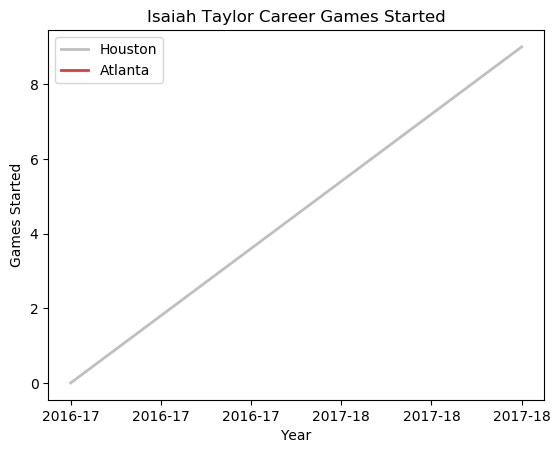 Isaiah Taylor Career Games Started
Houston
Atlanta
8
6
4
2
0
Games Started
2016-17 2016-17 2016-17 2017-18 2017-18 2017-18
Year